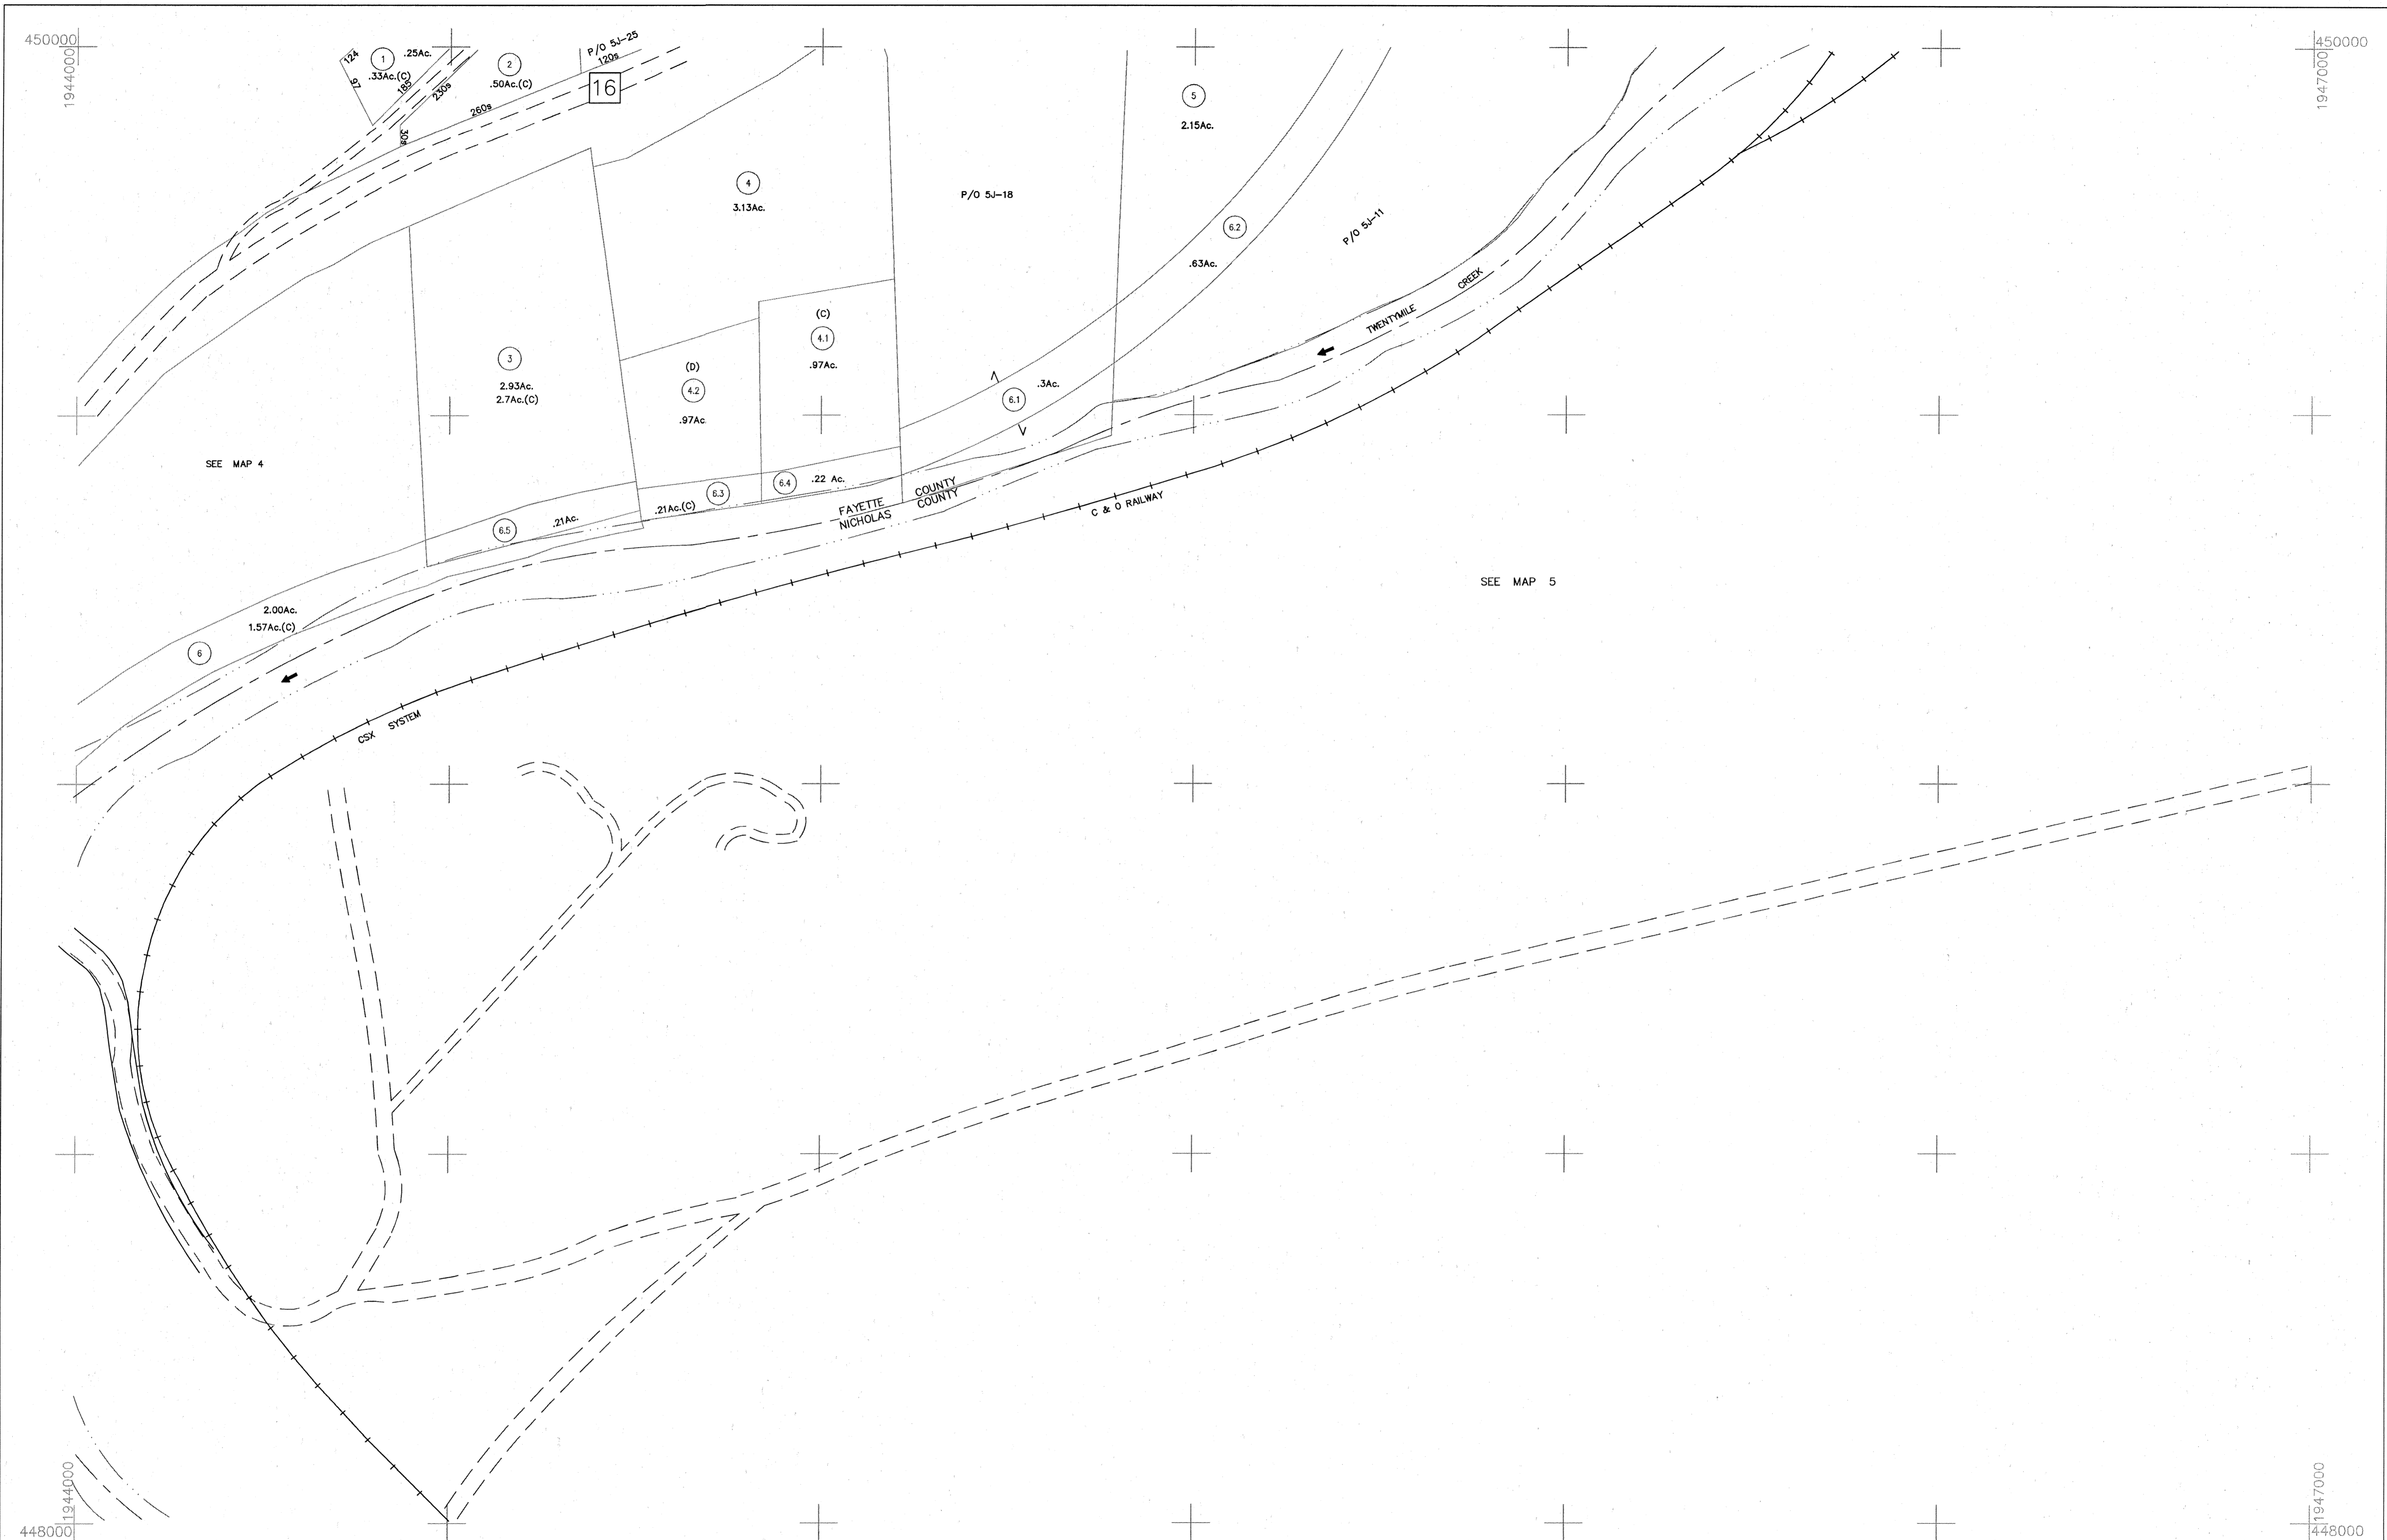 450000
1944000
124
1
.25Ac.
.33Ac.(C)
97
185
230s
2
.50Ac.(C)
P/O 5J-25
120s
16
260s
30s
5
2.15Ac.
450000
1947000
4
3.13Ac.
P/O 5J-18
6.2
.63Ac.
P/O 5J-11
TWENTYMILE CREEK
3
2.93Ac.
2.7Ac.(C)
(D)
4.2
.97Ac
(C)
4.1
.97Ac.
.3Ac.
6.1
SEE MAP 4
6.5
.21Ac.
.21Ac.(C)
6.3
6.4
.22 Ac.
FAYETTE COUNTY
NICHOLAS COUNTY
C & O RAILWAY
SEE MAP 5
2.00Ac.
1.57Ac.(C)
6
CSX SYSTEM
1944000
448000
1947000
448000